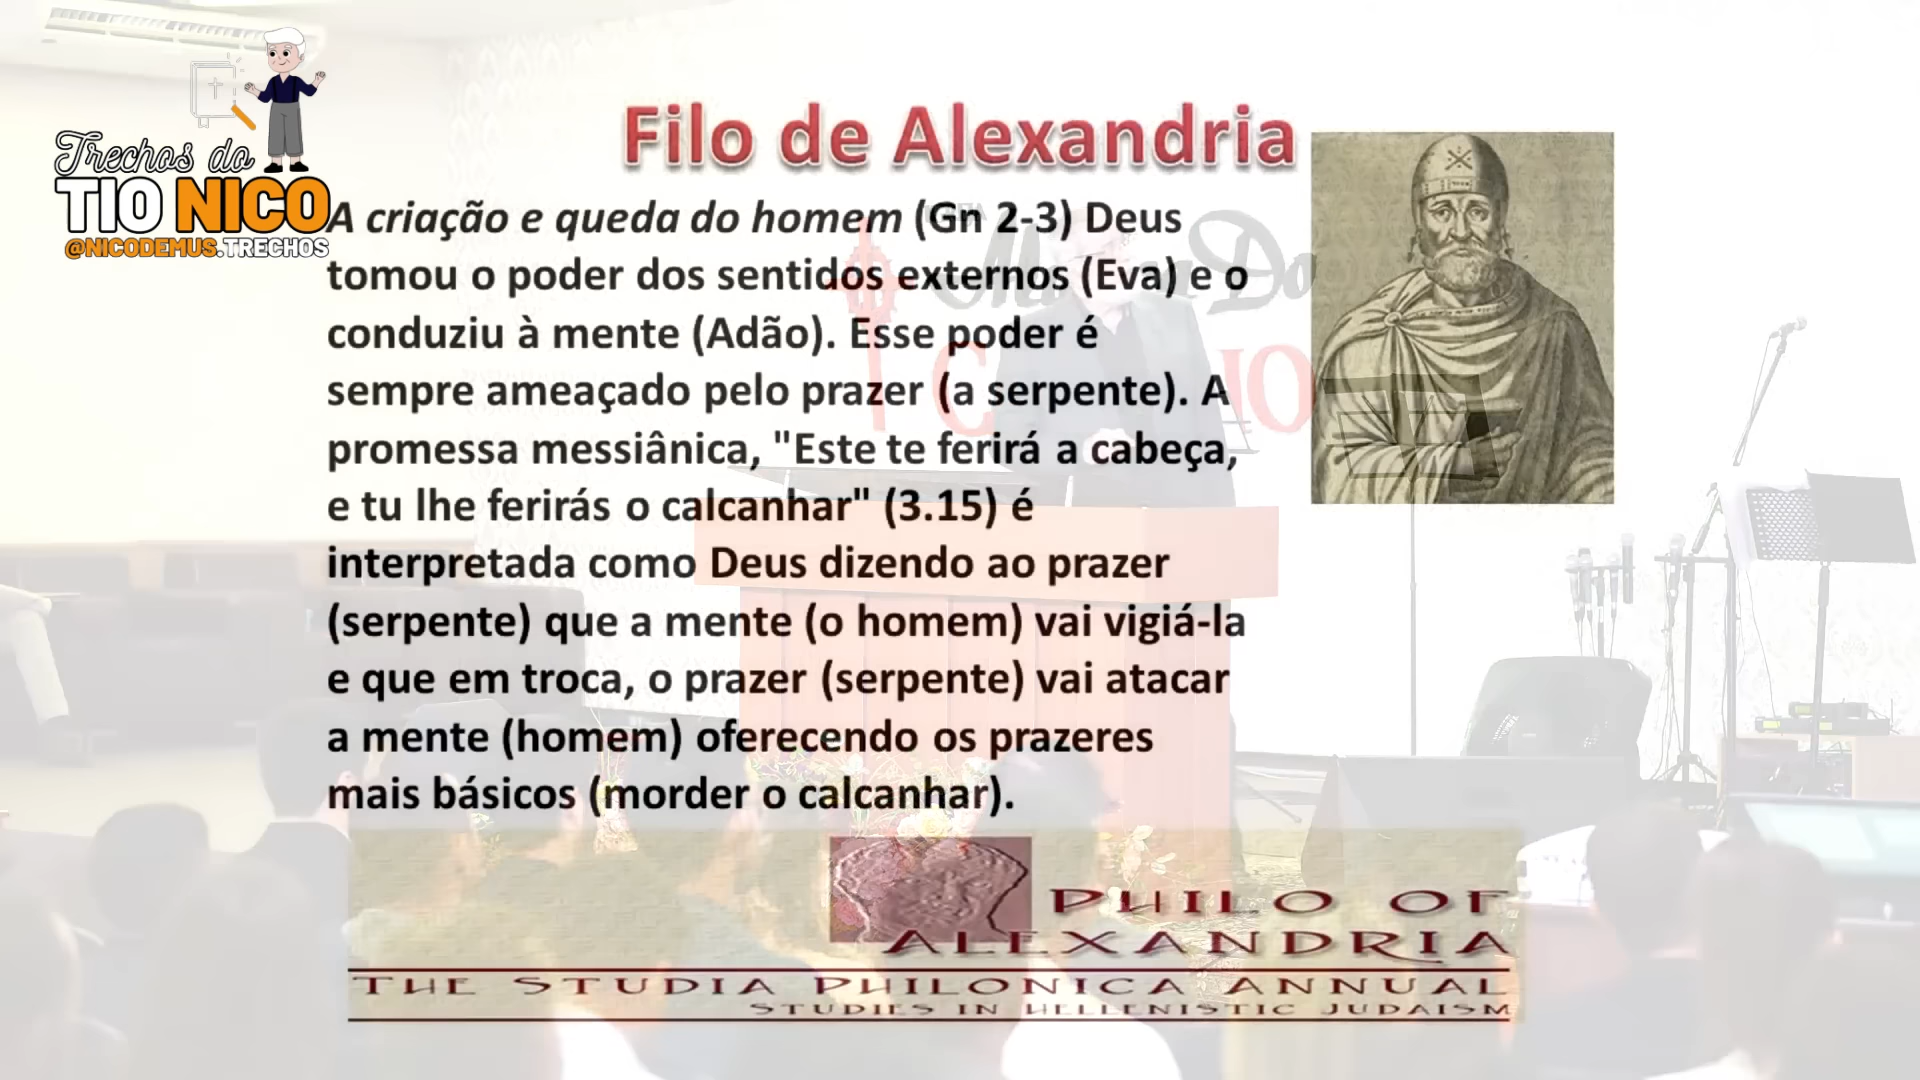 Trechos do
TIO NICO
@NICODEMUS.TRECHOS
Filo de Alexandria
A criação e queda do homem (Gn 2-3) Deus
tomou o poder dos sentidos externos (Eva) e o
conduziu à mente (Adão). Esse poder é
sempre ameaçado pelo prazer (a serpente). A
promessa messiânica, "Este te ferirá a cabeça,
e tu lhe ferirás o calcanhar" (3.15) é
interpretada como Deus dizendo ao prazer
(serpente) que a mente (o homem) vai vigiá-la
e que em troca, o prazer (serpente) vai atacar
a mente (homem) oferecendo os prazeres
mais básicos (morder o calcanhar).
PHILO OF
ALEXANDRIA
THE STUDIA PHILONICA ANNUAL
STUDIES IN HELLENISTIC JUDAISM